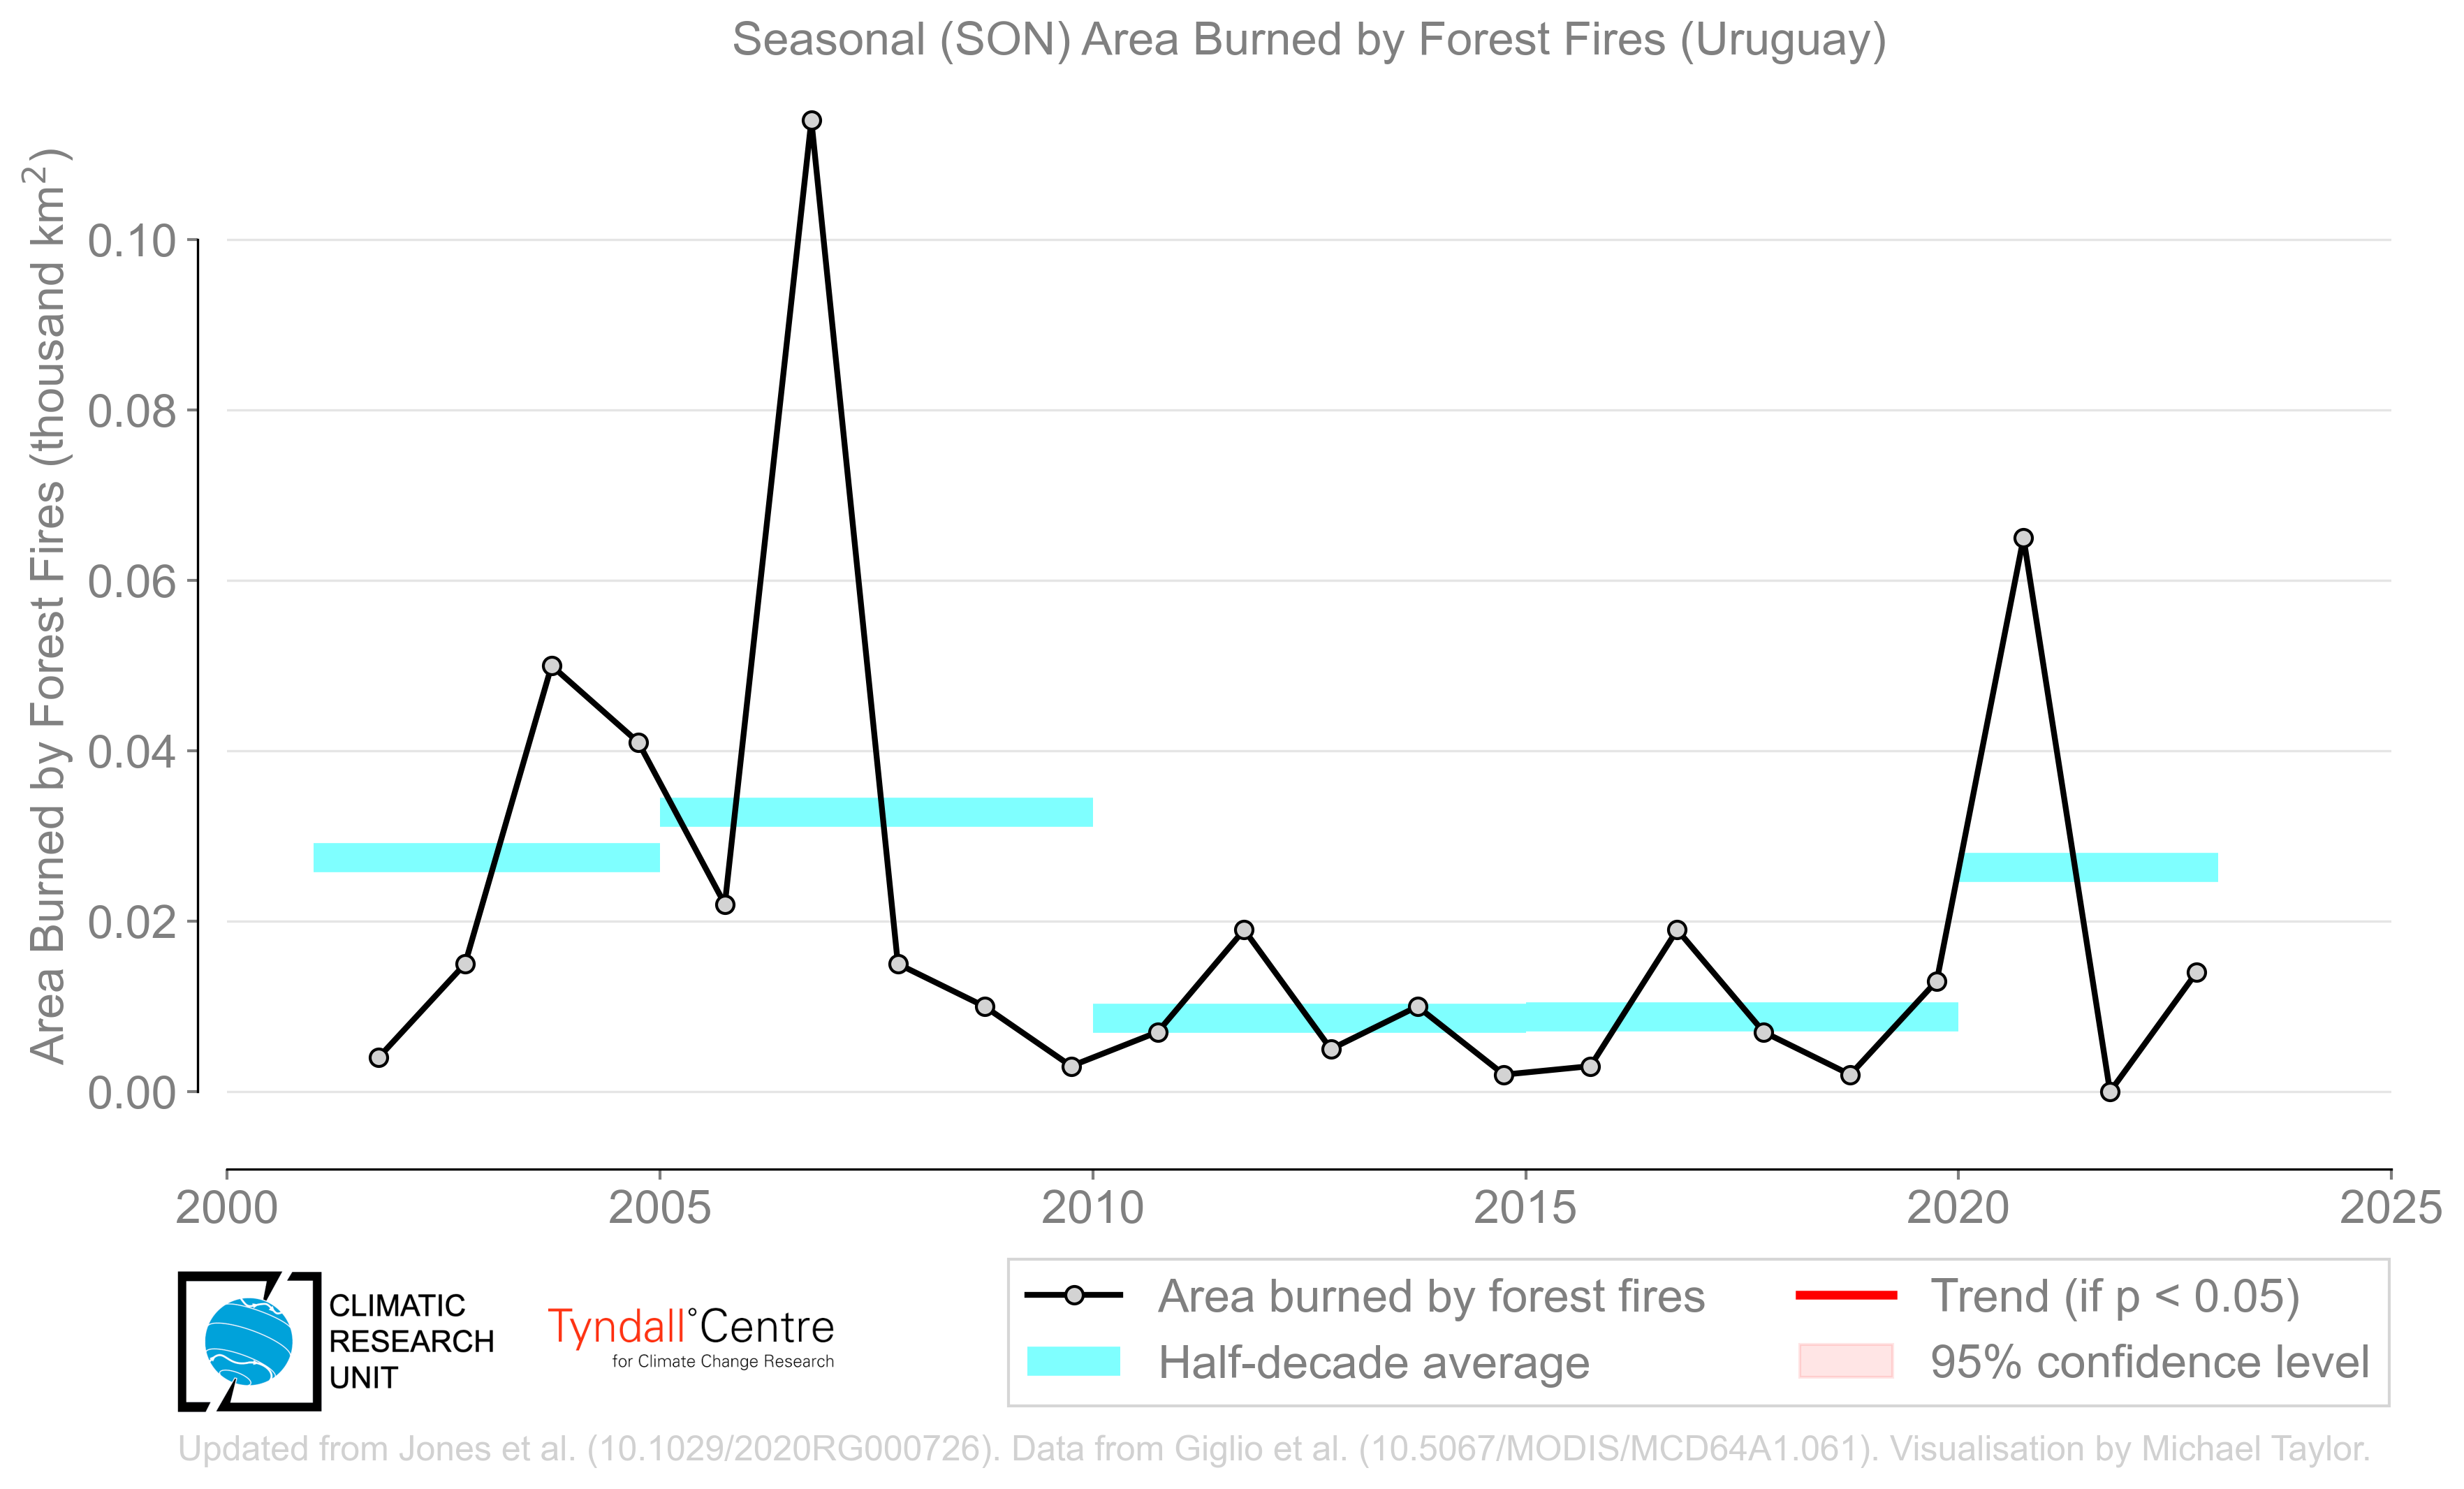 Seasonal (SON) Area Burned by Forest Fires (Uruguay)
Area Burned by Forest Fires (thousand km²)
0.10
0.08
0.06
0.04
0.02
0.00
2000 2005 2010 2015 2020 2025
CLIMATIC
RESEARCH
UNIT
Tyndall°Centre
for Climate Change Research
Area burned by forest fires
Half-decade average
Trend (if p < 0.05)
95% confidence level
Updated from Jones et al. (10.1029/2020RG000726). Data from Giglio et al. (10.5067/MODIS/MCD64A1.061). Visualisation by Michael Taylor.